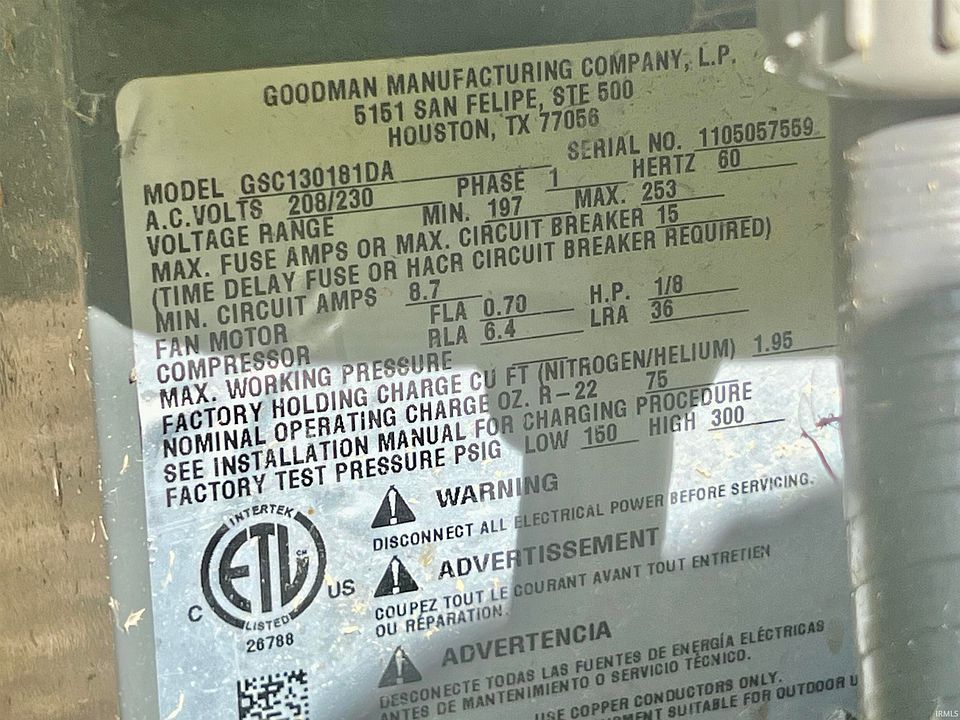 GOODMAN MANUFACTURING COMPANY, L.P.
5151 SAN FELIPE, STE 500
HOUSTON, TX 77056
SERIAL NO. 1105057559
MODEL GSC130181DA PHASE 1 HERTZ 60
A.C.VOLTS 208/230
VOLTAGE RANGE MIN. 197 MAX. 253
MAX. FUSE AMPS OR MAX. CIRCUIT BREAKER 15
(TIME DELAY FUSE OR HACR CIRCUIT BREAKER REQUIRED)
MIN. CIRCUIT AMPS 8.7
FAN MOTOR FLA 0.70 H.P. 1/8
COMPRESSOR RLA 6.4 LRA 36
MAX. WORKING PRESSURE
FACTORY HOLDING CHARGE CU FT (NITROGEN/HELIUM) 1.95
NOMINAL OPERATING CHARGE OZ. R-22 75
SEE INSTALLATION MANUAL FOR CHARGING PROCEDURE
FACTORY TEST PRESSURE PSIG LOW 150 HIGH 300
WARNING
DISCONNECT ALL ELECTRICAL POWER BEFORE SERVICING.
ADVERTISSEMENT
COUPEZ TOUT LE COURANT AVANT TOUT ENTRETIEN
OU RÉPARATION.
ADVERTENCIA
DESCONECTE TODAS LAS FUENTES DE ENERGÍA ELÉCTRICAS
ANTES DE MANTENIMIENTO O SERVICIO TÉCNICO.
USE COPPER CONDUCTORS ONLY.
SUITABLE FOR OUTDOOR
INTERTEK
ETL
CM
C US
LISTED
26788
IRMLS